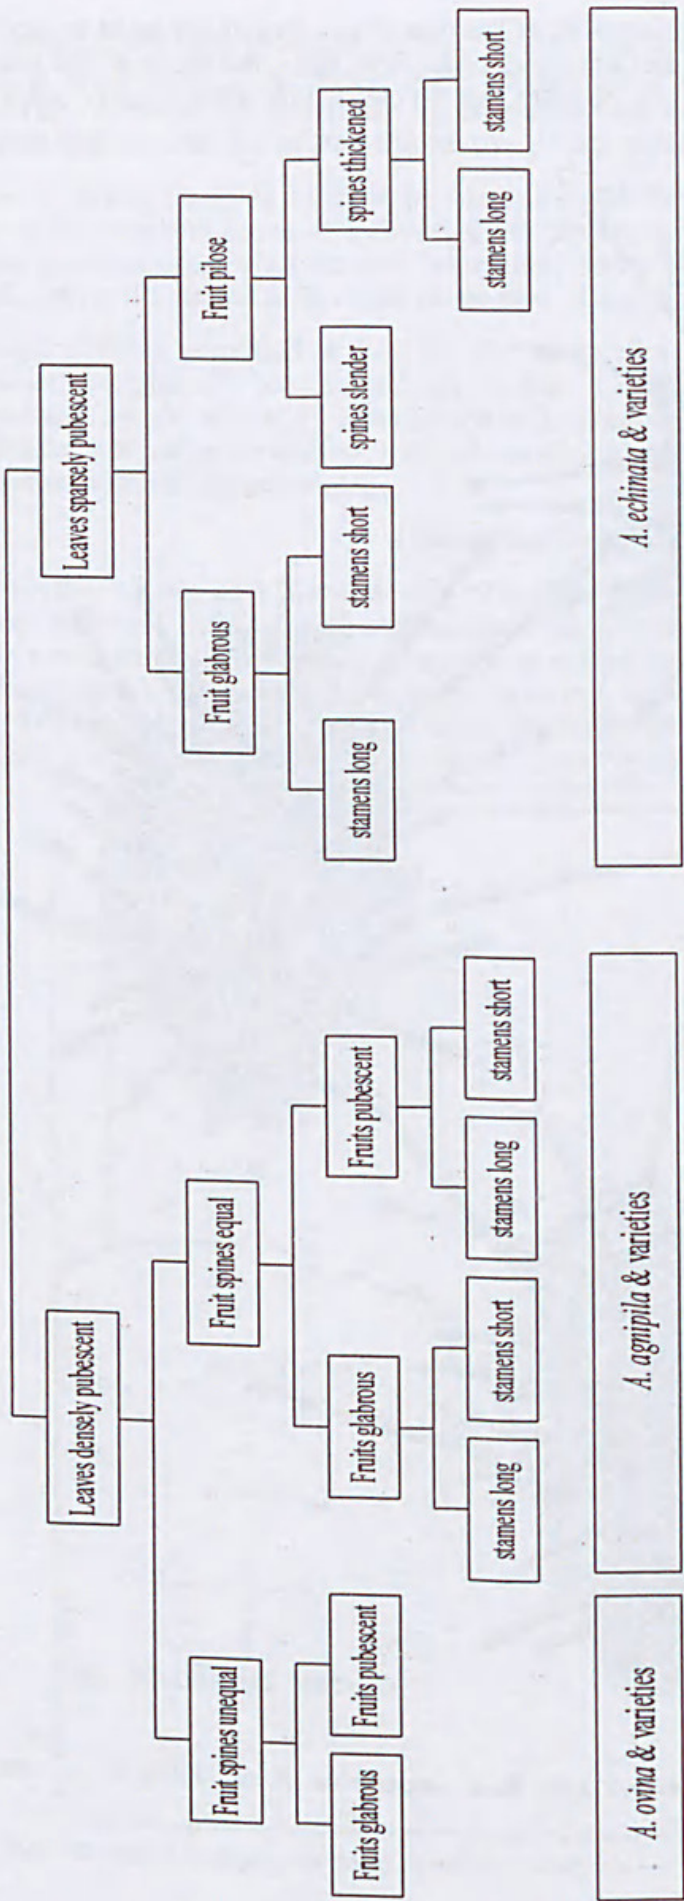 Leaves densely pubescent
Leaves sparsely pubescent
Fruit spines unequal
Fruit spines equal
Fruit glabrous
Fruit pilose
Fruits glabrous
Fruits pubescent
Fruits glabrous
Fruits pubescent
stamens long
stamens short
spines slender
spines thickened
stamens long
stamens short
stamens long
stamens short
stamens long
stamens short
A. ovina & varieties
A. agnipila & varieties
A. echinata & varieties